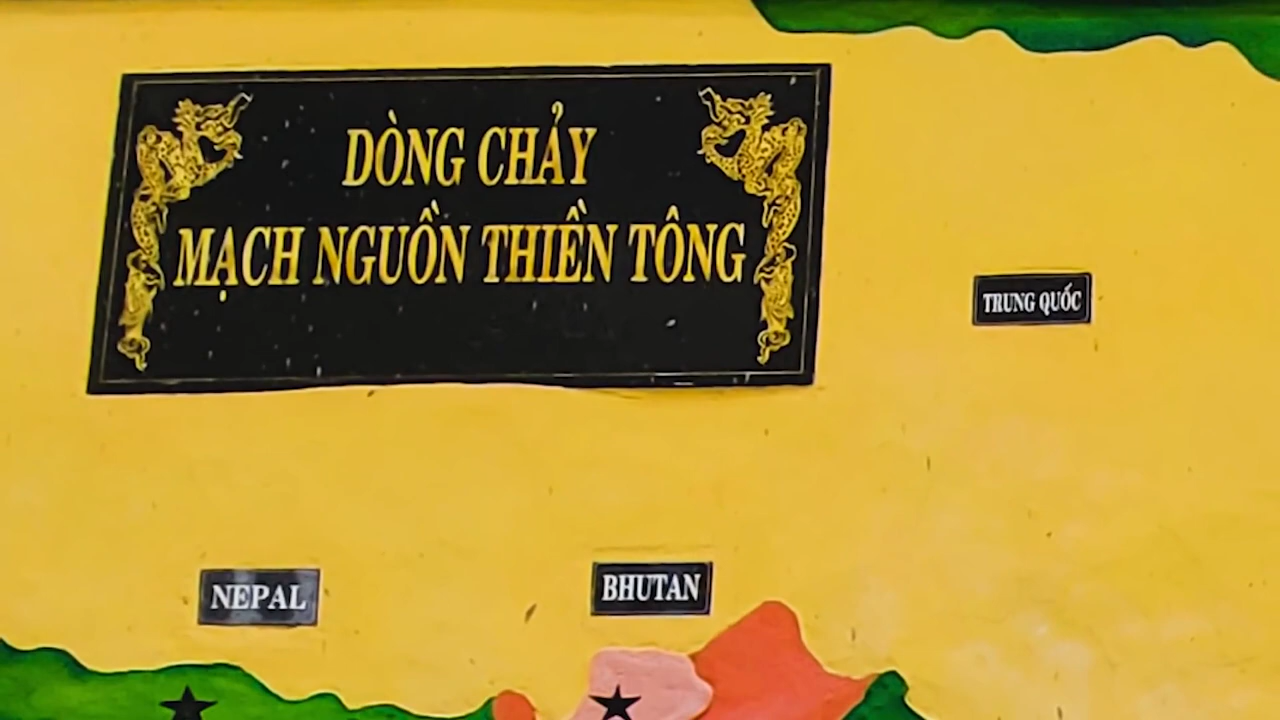 DÒNG CHẢY
MẠCH NGUỒN THIỀN TÔNG
TRUNG QUỐC
NEPAL
BHUTAN